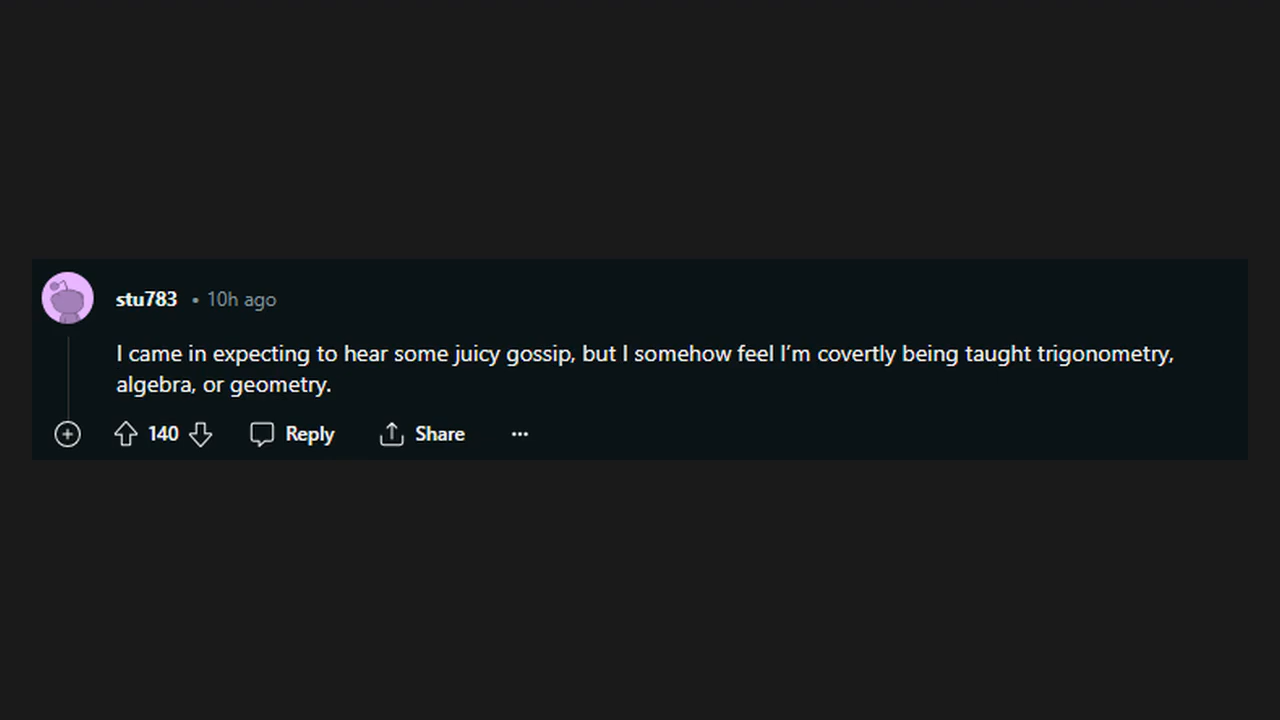 stu783 • 10h ago
I came in expecting to hear some juicy gossip, but I somehow feel I’m covertly being taught trigonometry,
algebra, or geometry.
140 Reply Share ...